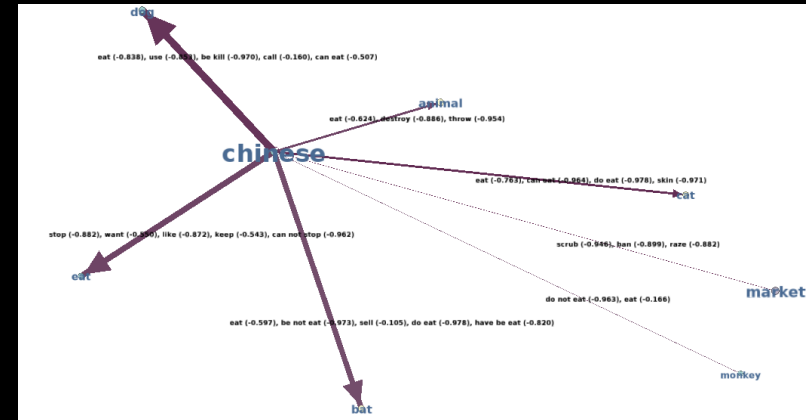 dog
eat (-0.838), use (-0.853), be kill (-0.970), call (-0.160), can eat (-0.507)
animal
eat (-0.624), destroy (-0.886), throw (-0.954)
chinese
eat (-0.763), can eat (-0.964), do eat (-0.978), skin (-0.971)
cat
stop (-0.882), want (-0.550), like (-0.872), keep (-0.543), can not stop (-0.962)
scrub (-0.946), ban (-0.899), raze (-0.882)
eat
market
do not eat (-0.963), eat (-0.166)
eat (-0.597), be not eat (-0.973), sell (-0.105), do eat (-0.978), have be eat (-0.820)
monkey
bat